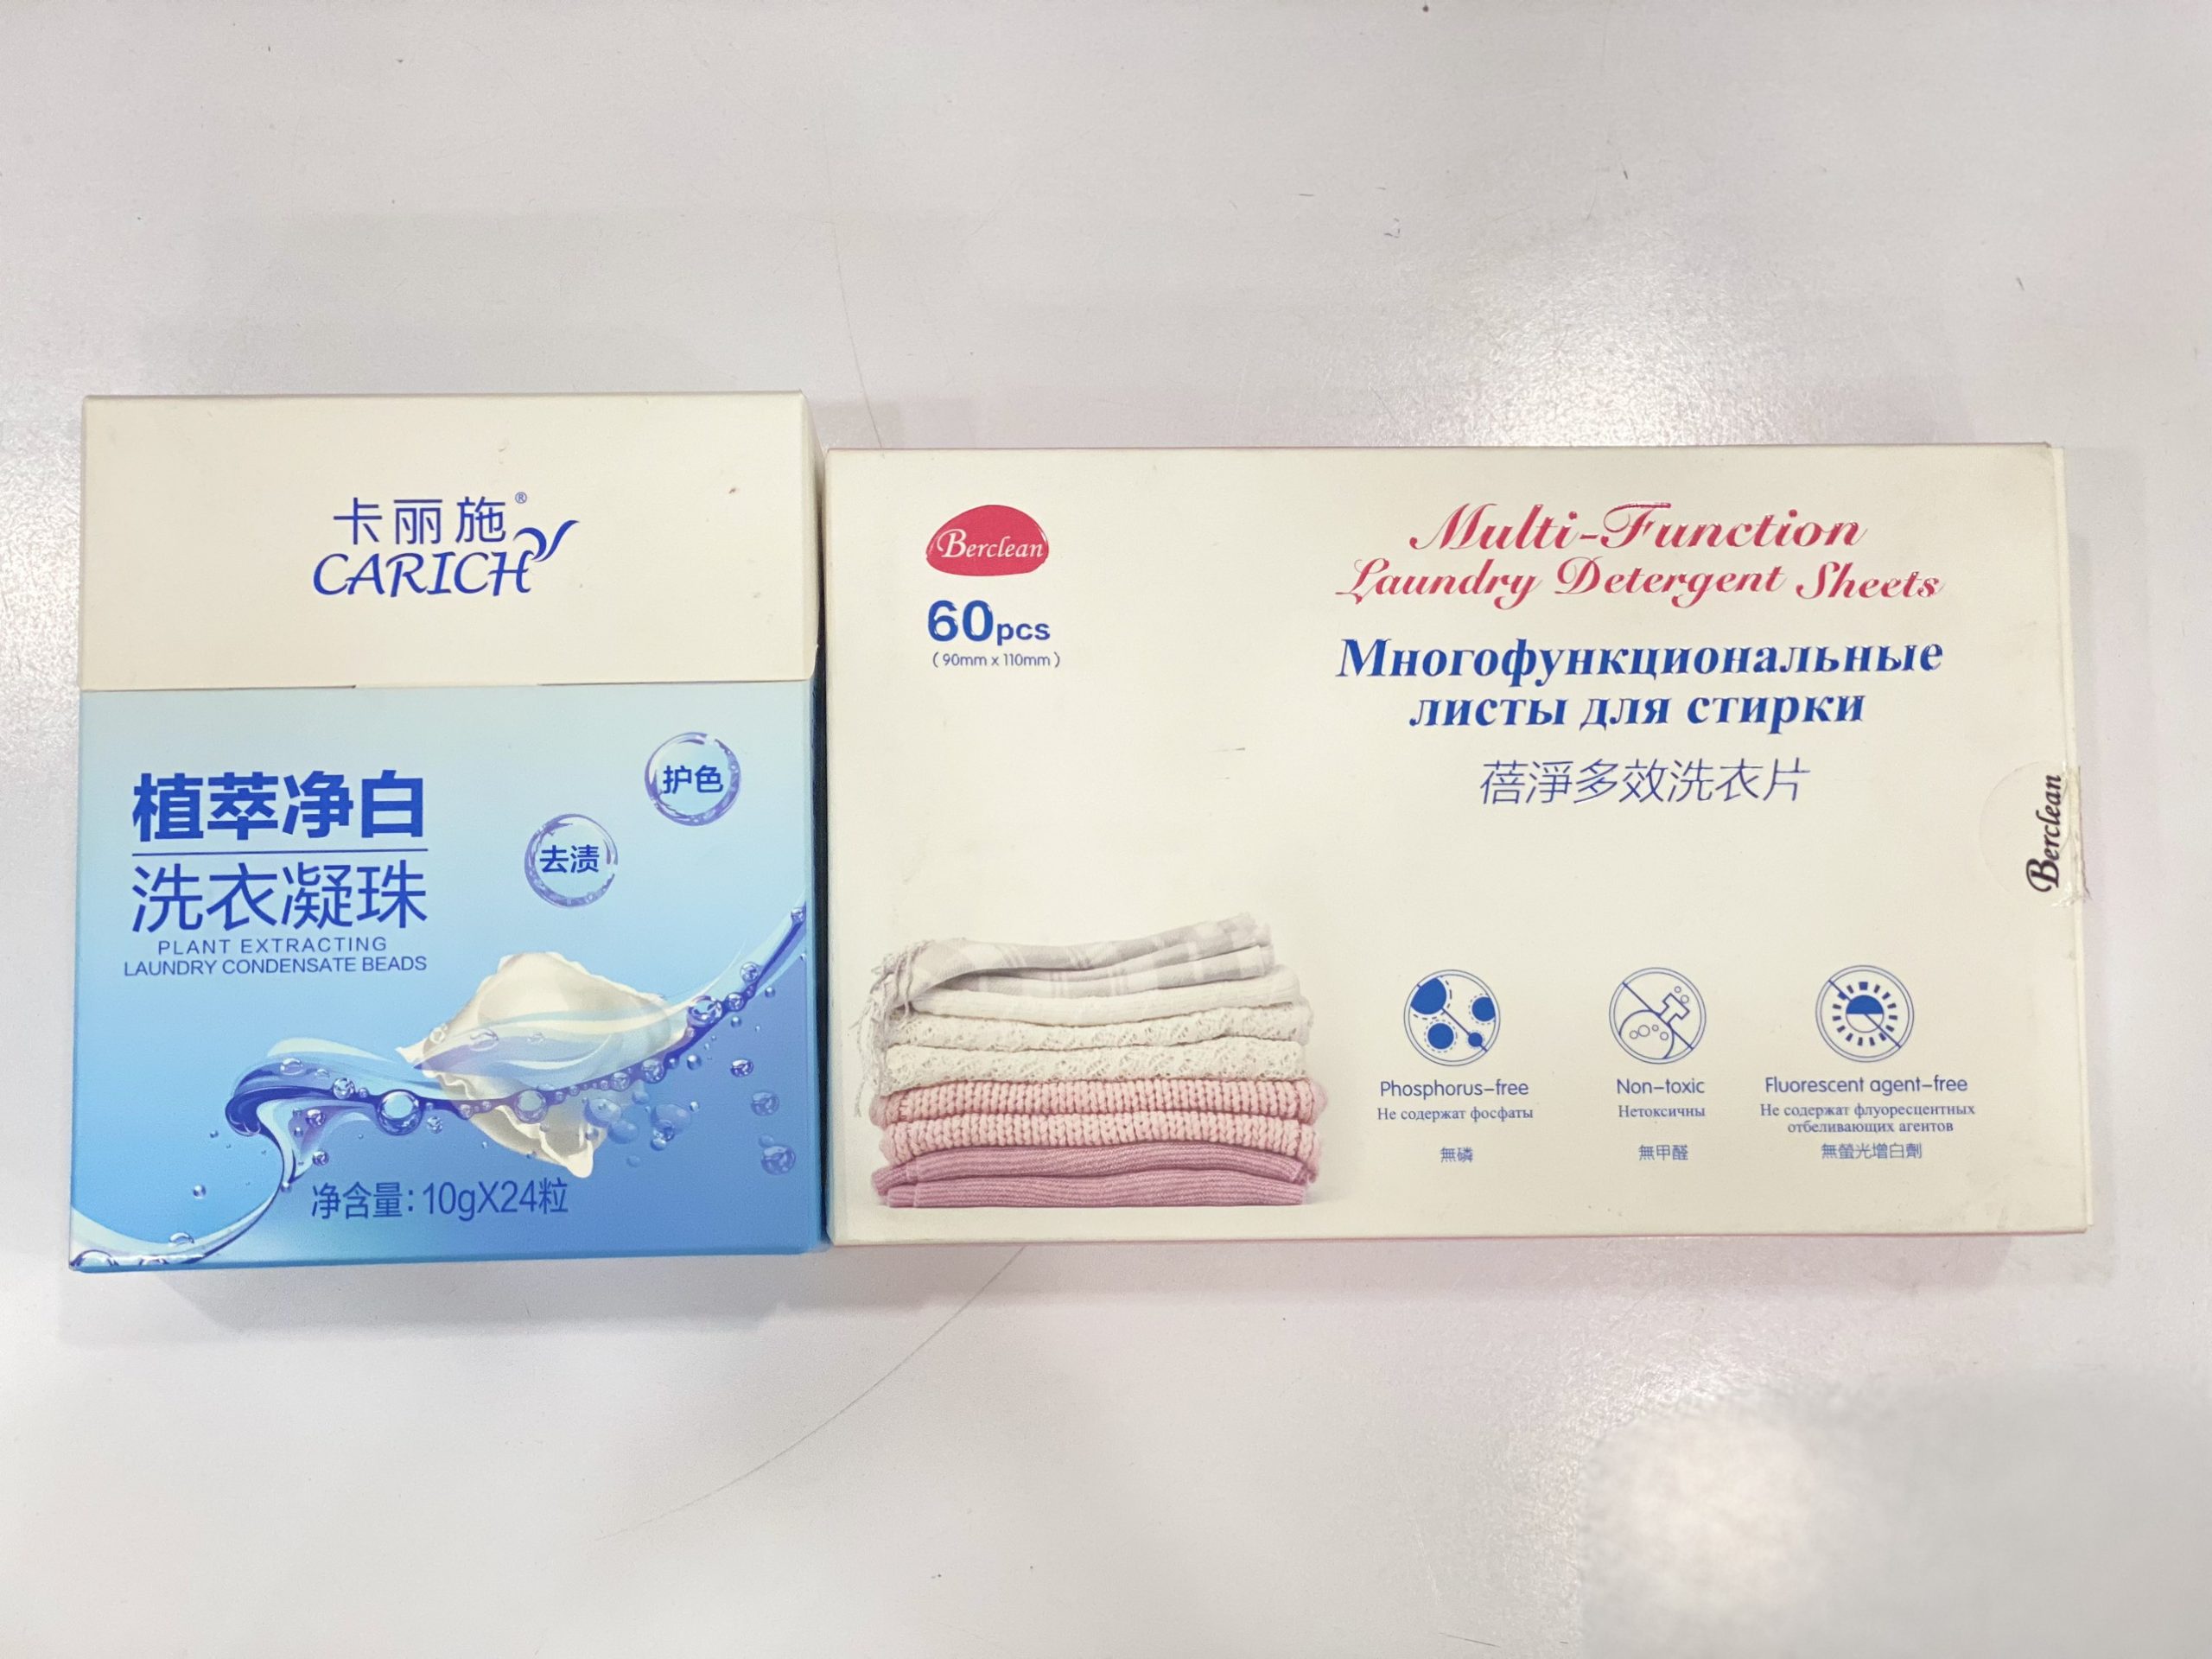 卡丽施®
CARICH
植萃净白
洗衣凝珠
PLANT EXTRACTING
LAUNDRY CONDENSATE BEADS
护色
去渍
净含量：10gX24粒
Berclean
60pcs
(90mm x 110mm)
Multi-Function
Laundry Detergent Sheets
Многофункциональные
листы для стирки
蓓淨多效洗衣片
Berclean
Phosphorus-free
Не содержат фосфаты
無磷
Non-toxic
Нетоксичны
無甲醛
Fluorescent agent-free
Не содержат флуоресцентных
отбеливающих агентов
無螢光增白劑